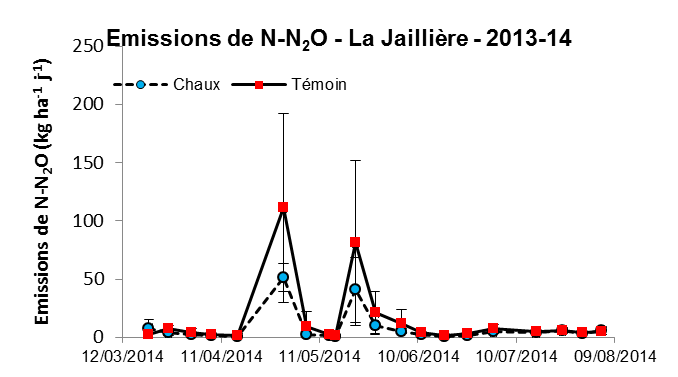 Emissions de N-N₂O - La Jaillière - 2013-14
Emissions de N-N₂O (kg ha⁻¹ j⁻¹)
Chaux Témoin
250
200
150
100
50
0
12/03/2014 11/04/2014 11/05/2014 10/06/2014 10/07/2014 09/08/2014